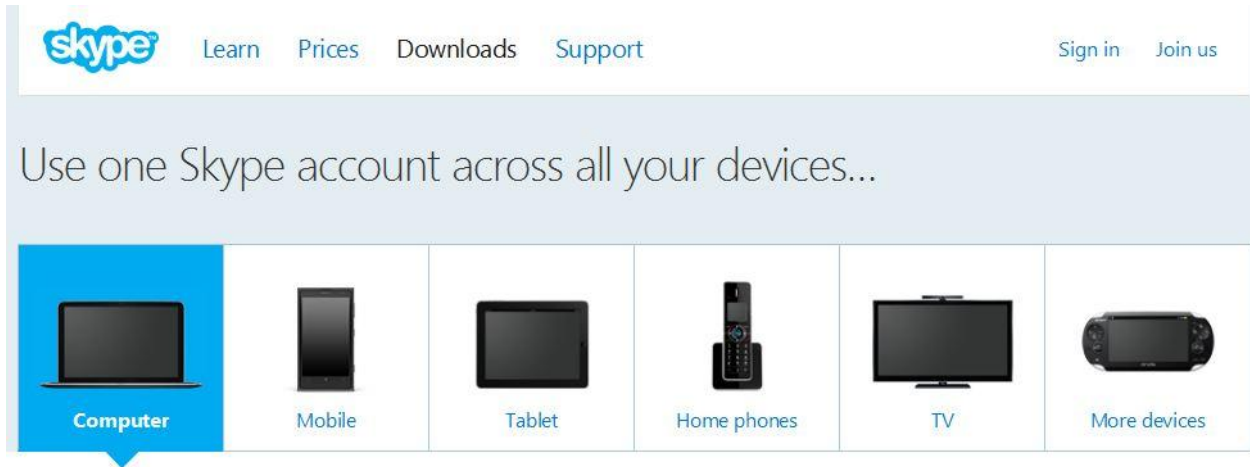 skype Learn Prices Downloads Support Sign in Join us
Use one Skype account across all your devices...
Computer Mobile Tablet Home phones TV More devices